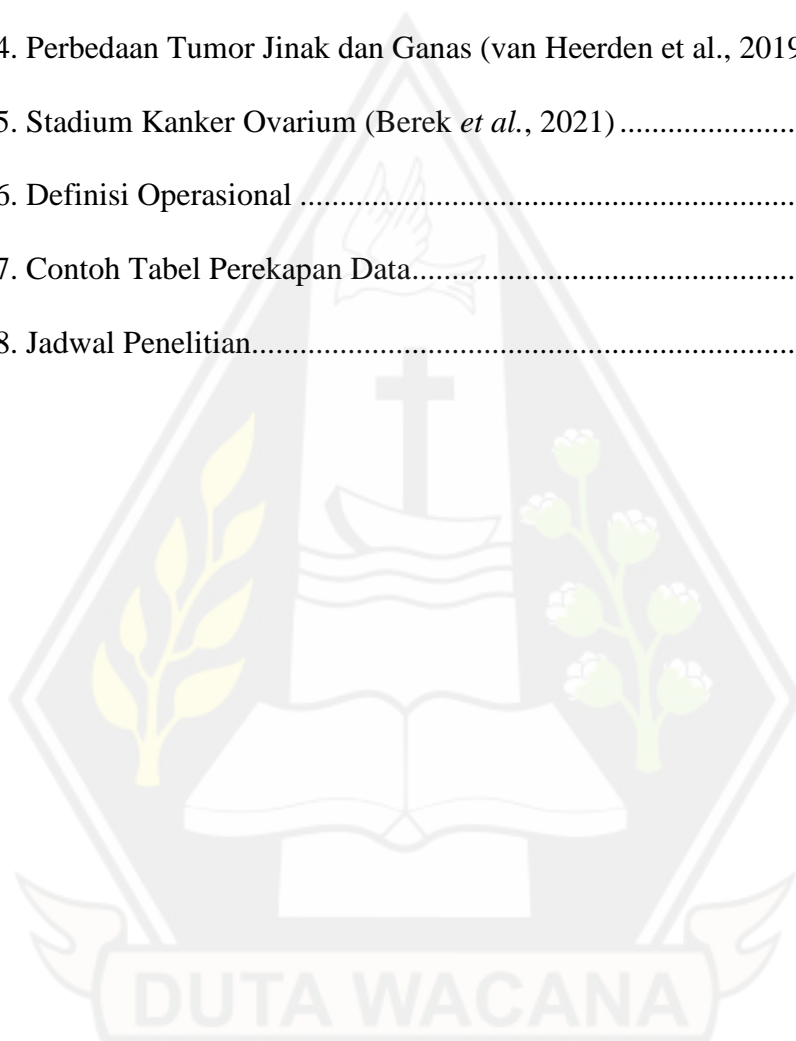 4. Perbedaan Tumor Jinak dan Ganas (van Heerden et al., 2019
5. Stadium Kanker Ovarium (Berek et al., 2021)......................
6. Definisi Operasional ...............................................................
7. Contoh Tabel Perekapan Data.................................................
8. Jadwal Penelitian.....................................................................
DUTA WACANA